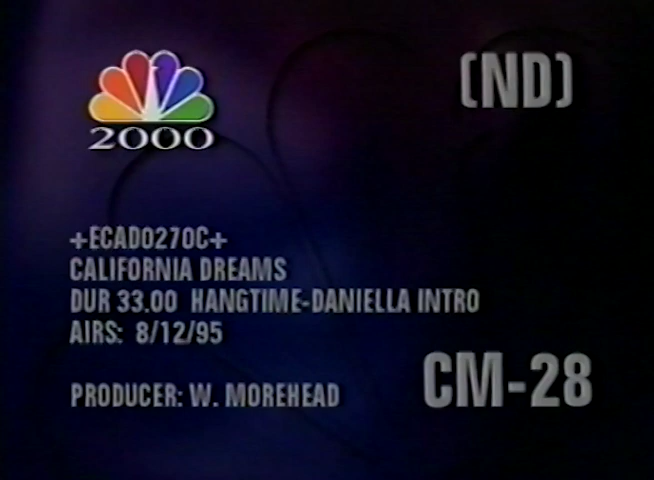 2000
(ND)
+ECAD0270C+
CALIFORNIA DREAMS
DUR 33.00 HANGTIME-DANIELLA INTRO
AIRS: 8/12/95
PRODUCER: W. MOREHEAD
CM-28